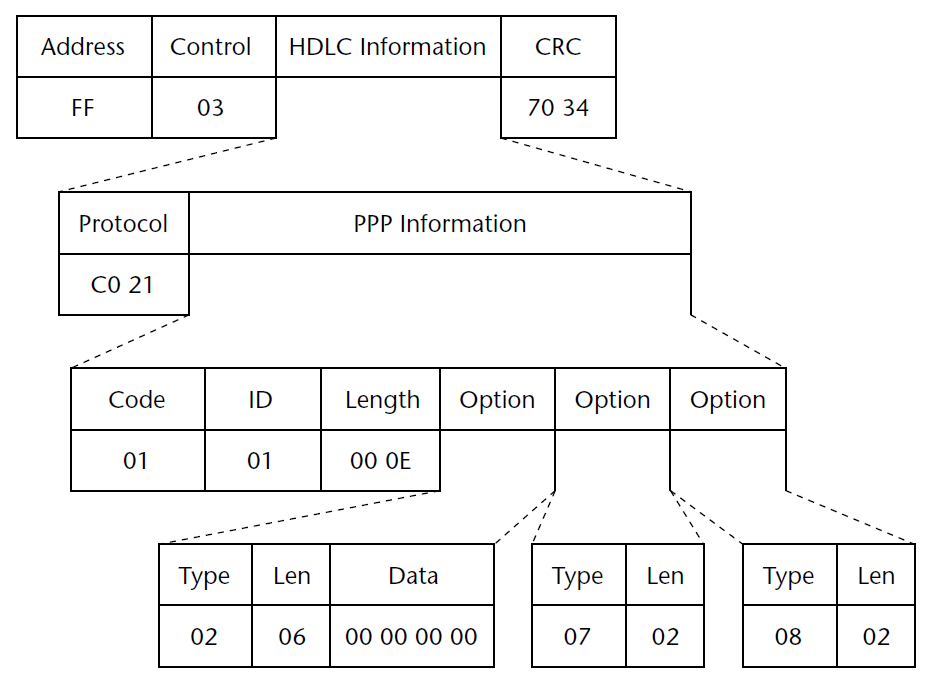 Address Control HDLC Information CRC
FF 03 70 34
Protocol PPP Information
C0 21
Code ID Length Option Option Option
01 01 00 0E
Type Len Data Type Len Type Len
02 06 00 00 00 00 07 02 08 02